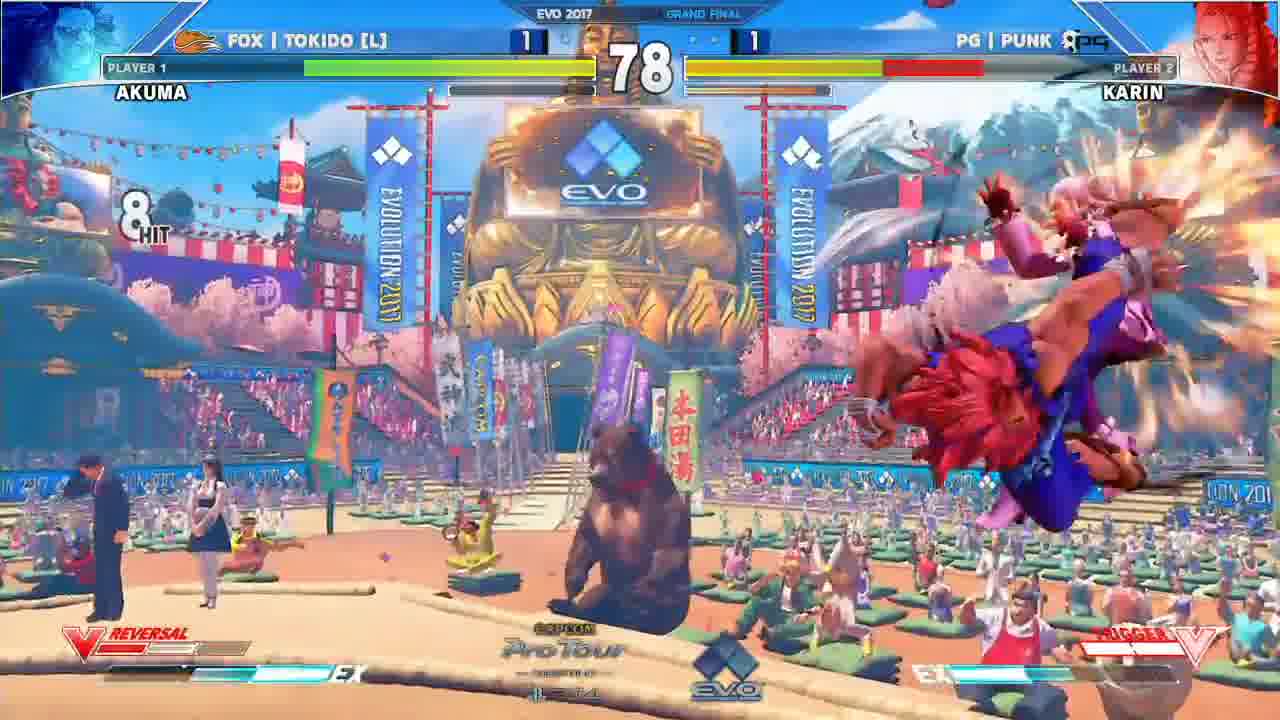 EVO 2017 GRAND FINAL
FOX | TOKIDO [L] 1 1 PG | PUNK
PLAYER 1 78 PLAYER 2
AKUMA KARIN
EVO
8 HIT
EVOLUTION 2017
EVOLUTION 2017
CAPCOM
本田湯
REVERSAL
TRIGGER
EX
EX
CAPCOM
Pro Tour
EVO